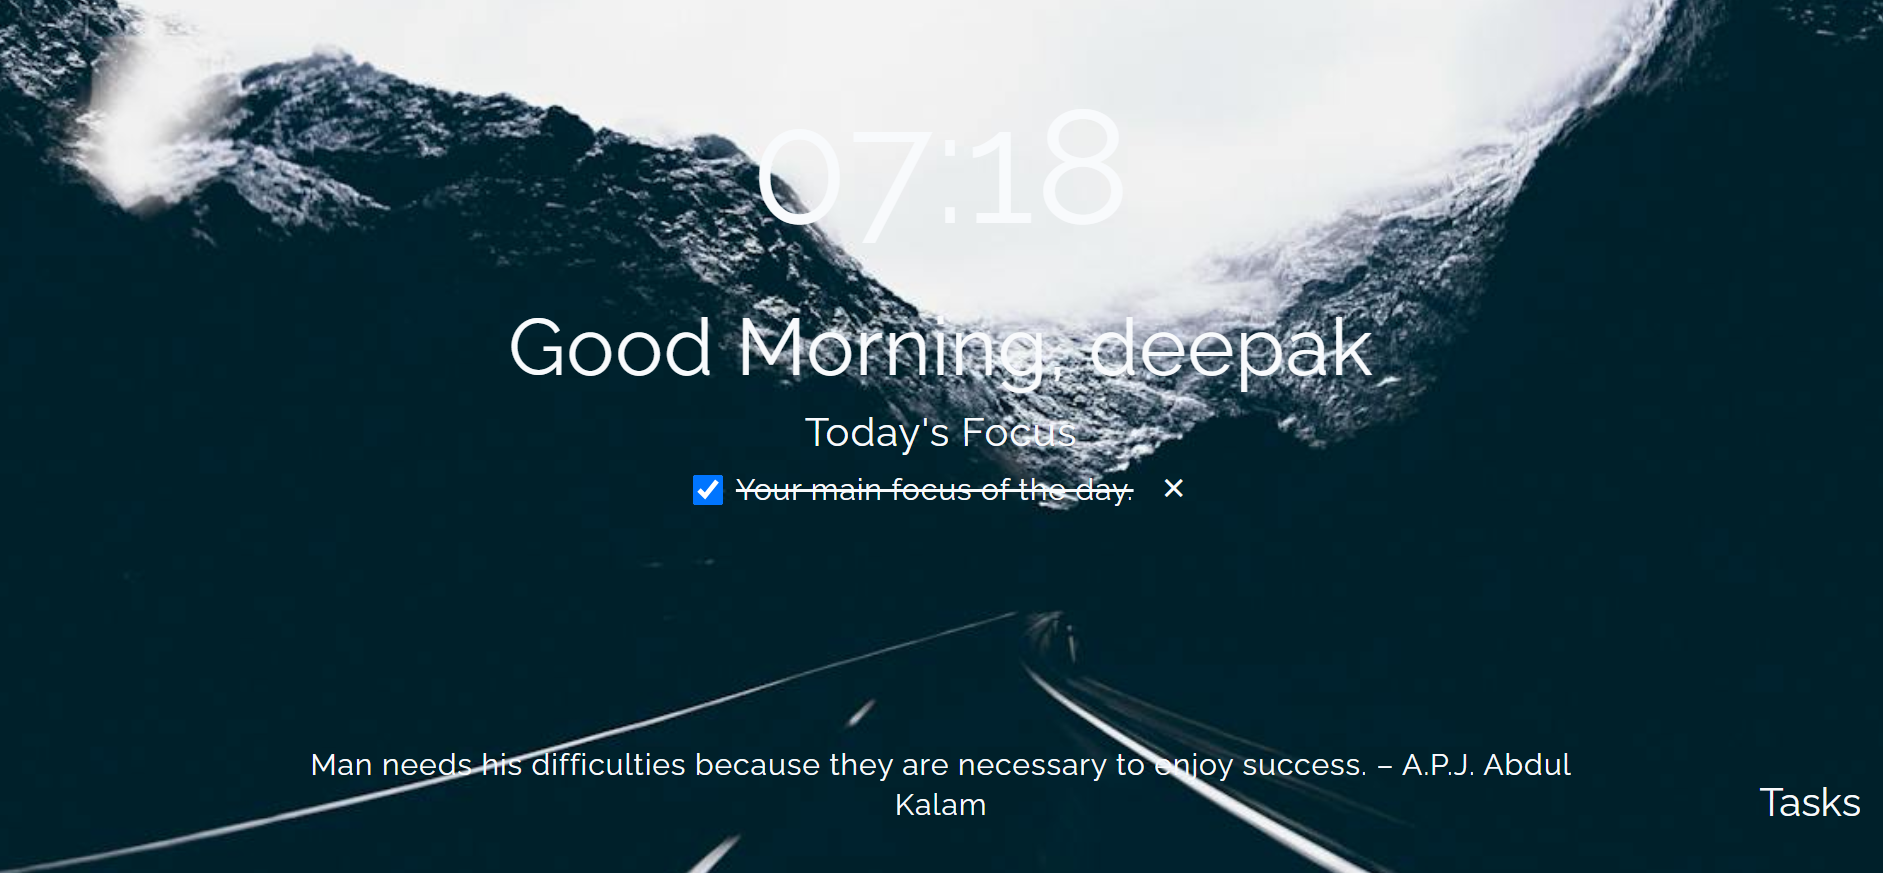 07:18
Good Morning, deepak
Today's Focus
Your main focus of the day.
Man needs his difficulties because they are necessary to enjoy success. – A.P.J. Abdul
Kalam
Tasks